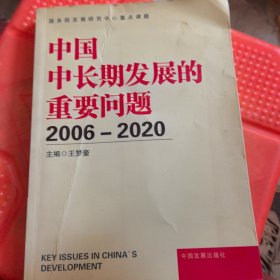 国务院发展研究中心重点课题
中国
中长期发展的
重要问题
2006－2020
主编◎王梦奎
KEY ISSUES IN CHINA'S
DEVELOPMENT
中国发展出版社